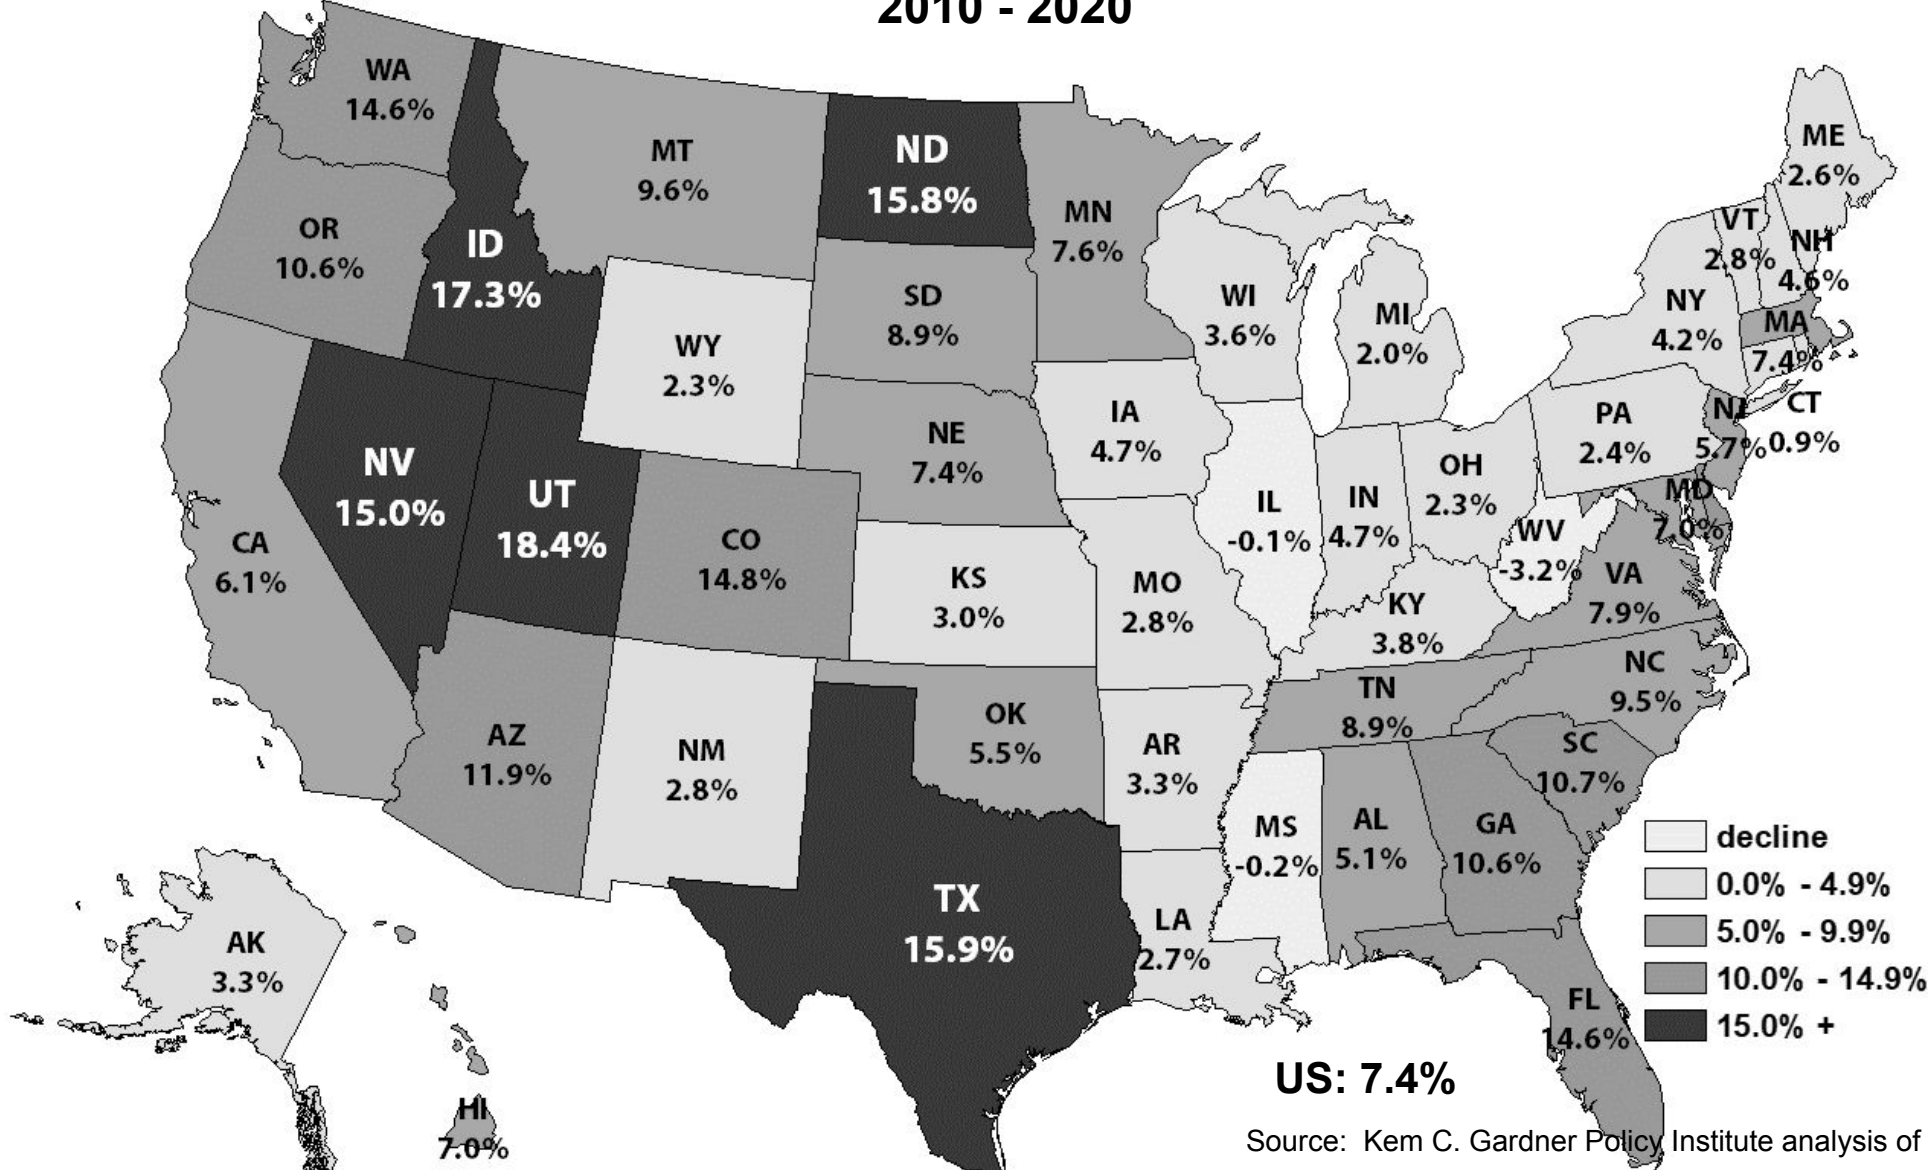 2010 - 2020
WA
14.6%
OR
10.6%
CA
6.1%
ID
17.3%
NV
15.0%
UT
18.4%
AZ
11.9%
MT
9.6%
WY
2.3%
CO
14.8%
NM
2.8%
ND
15.8%
SD
8.9%
NE
7.4%
KS
3.0%
OK
5.5%
TX
15.9%
MN
7.6%
IA
4.7%
MO
2.8%
AR
3.3%
LA
2.7%
WI
3.6%
IL
-0.1%
MI
2.0%
IN
4.7%
OH
2.3%
KY
3.8%
TN
8.9%
MS
-0.2%
AL
5.1%
GA
10.6%
FL
14.6%
SC
10.7%
NC
9.5%
VA
7.9%
WV
-3.2%
MD
7.0%
PA
2.4%
NJ
5.7%
NY
4.2%
CT
0.9%
MA
7.4%
VT
2.8%
NH
4.6%
ME
2.6%
AK
3.3%
HI
7.0%
decline
0.0% - 4.9%
5.0% - 9.9%
10.0% - 14.9%
15.0% +
US: 7.4%
Source: Kem C. Gardner Policy Institute analysis of